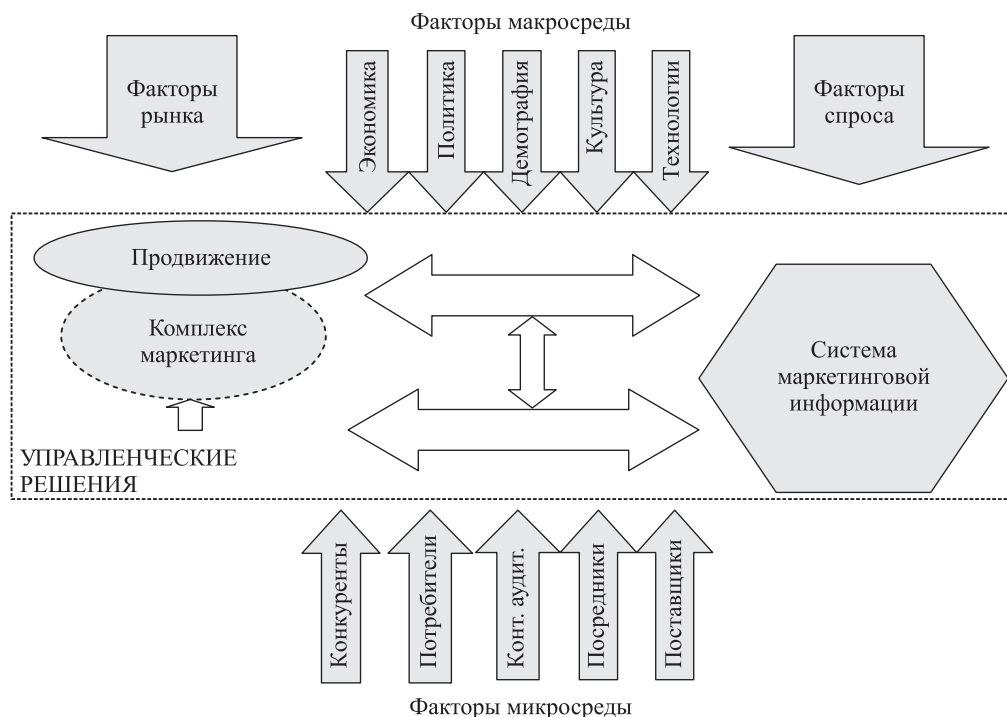 Факторы макросреды
Факторы
рынка
Экономика
Политика
Демография
Культура
Технологии
Факторы
спроса
Продвижение
Комплекс
маркетинга
Система
маркетинговой
информации
УПРАВЛЕНЧЕСКИЕ
РЕШЕНИЯ
Конкуренты
Потребители
Конт. аудит.
Посредники
Поставщики
Факторы микросреды